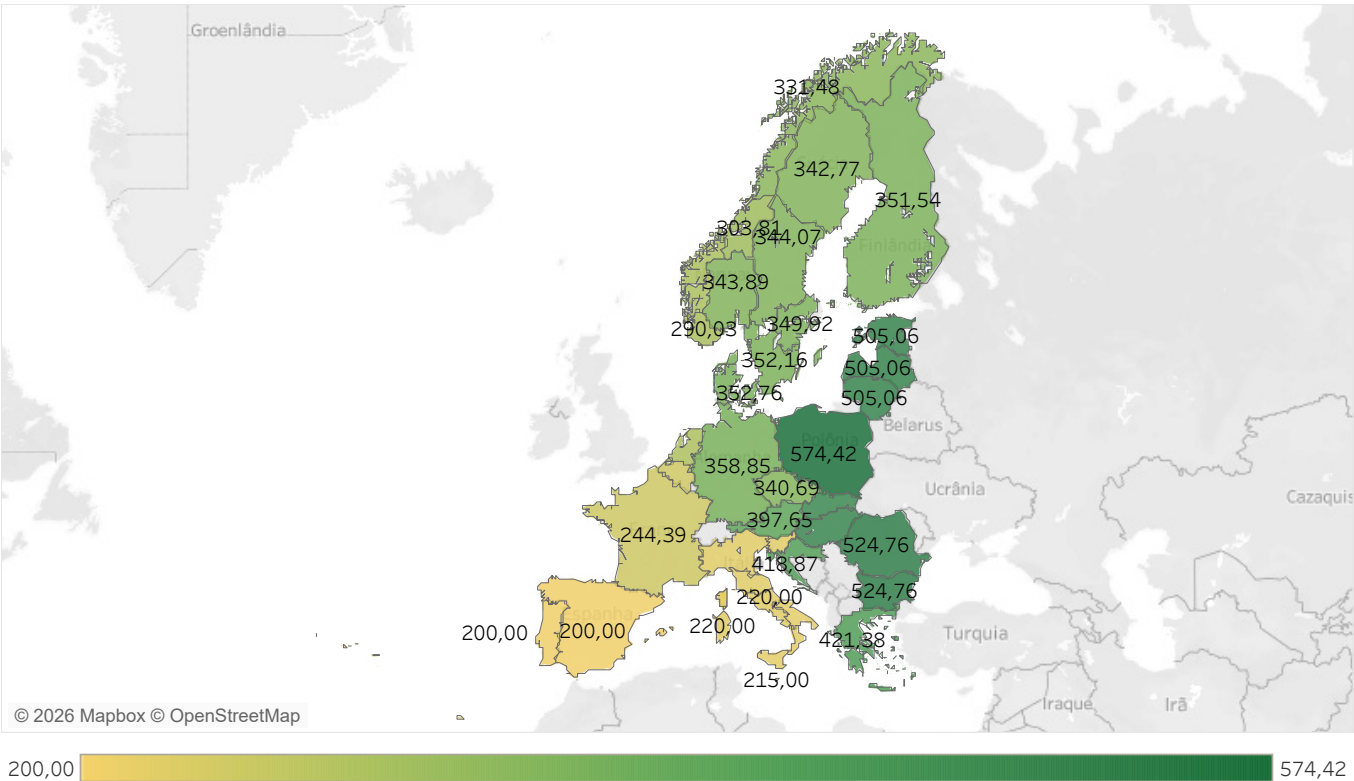 Groenlândia
331,48
342,77
351,54
303,81
344,07
Finlândia
343,89
290,03
349,92
505,06
352,16
505,06
352,76
505,06
Belarus
Polônia
574,42
358,85
340,69
Ucrânia
Cazaquis
397,65
244,39
524,76
418,87
524,76
220,00
Espanha
220,00
200,00
200,00
421,38
Turquia
215,00
Iraque
Irã
© 2026 Mapbox © OpenStreetMap
200,00
574,42